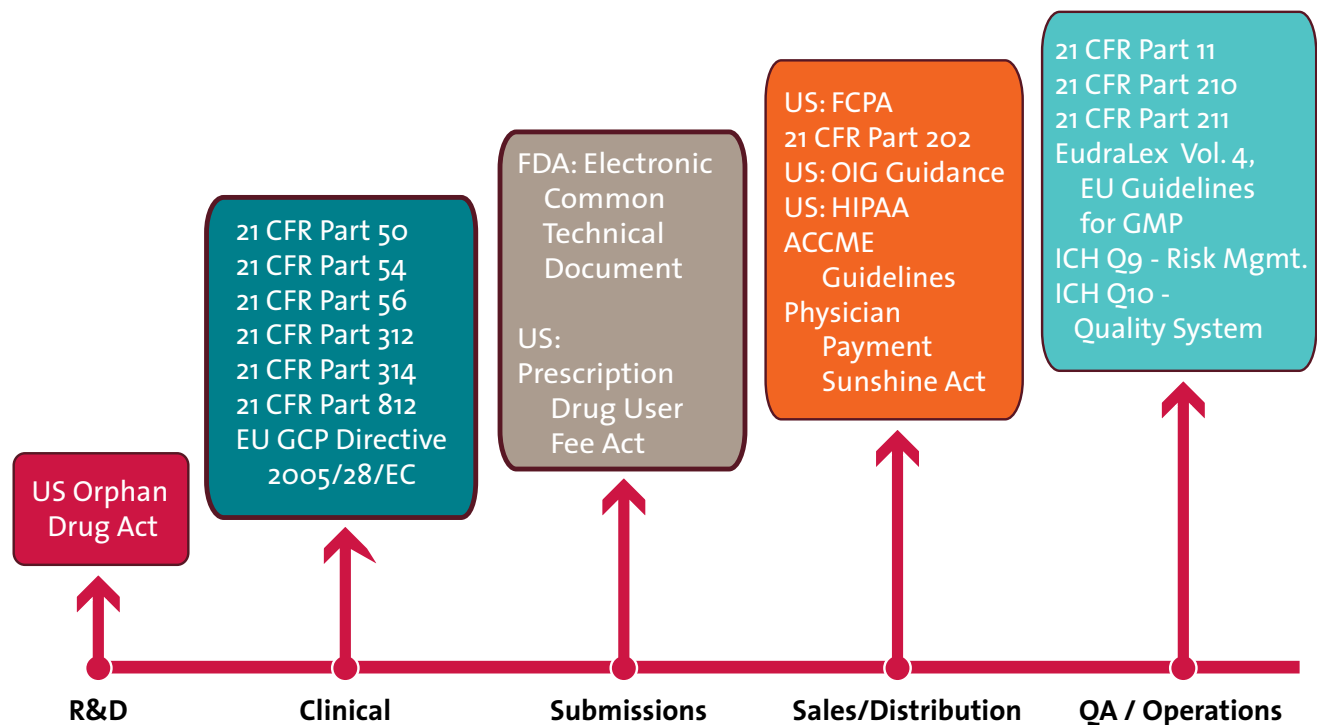 US Orphan
Drug Act
21 CFR Part 50
21 CFR Part 54
21 CFR Part 56
21 CFR Part 312
21 CFR Part 314
21 CFR Part 812
EU GCP Directive
2005/28/EC
FDA: Electronic
Common
Technical
Document
US:
Prescription
Drug User
Fee Act
US: FCPA
21 CFR Part 202
US: OIG Guidance
US: HIPAA
ACCME
Guidelines
Physician
Payment
Sunshine Act
21 CFR Part 11
21 CFR Part 210
21 CFR Part 211
EudraLex Vol. 4,
EU Guidelines
for GMP
ICH Q9 - Risk Mgmt.
ICH Q10 -
Quality System
R&D
Clinical
Submissions
Sales/Distribution
QA / Operations